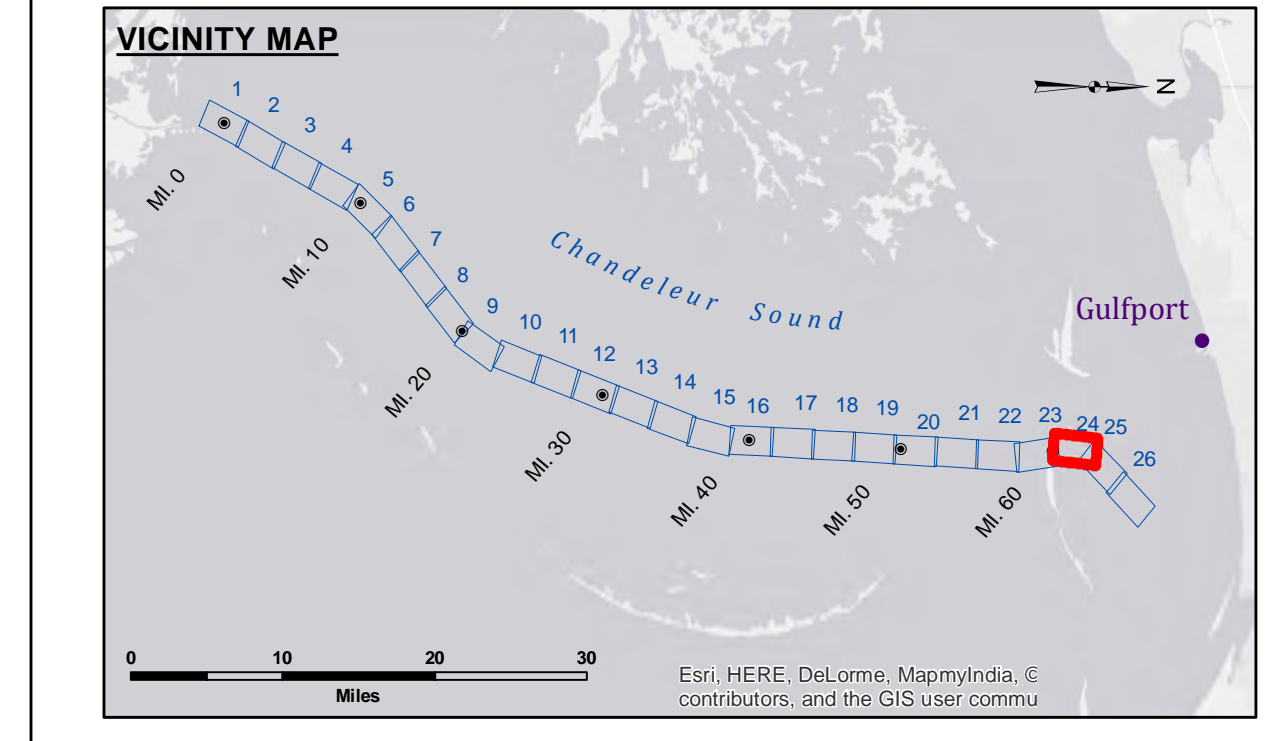 VICINITY MAP
N
1
2
3
4
5
6
7
8
9
10
11
12
13
14
15
16
17
18
19
20
21
22
23
24
25
26
MI. 0
MI. 10
MI. 20
MI. 30
MI. 40
MI. 50
MI. 60
Chandeleur Sound
Gulfport
0 10 20 30
Miles
Esri, HERE, DeLorme, MapmyIndia, ©
contributors, and the GIS user commu